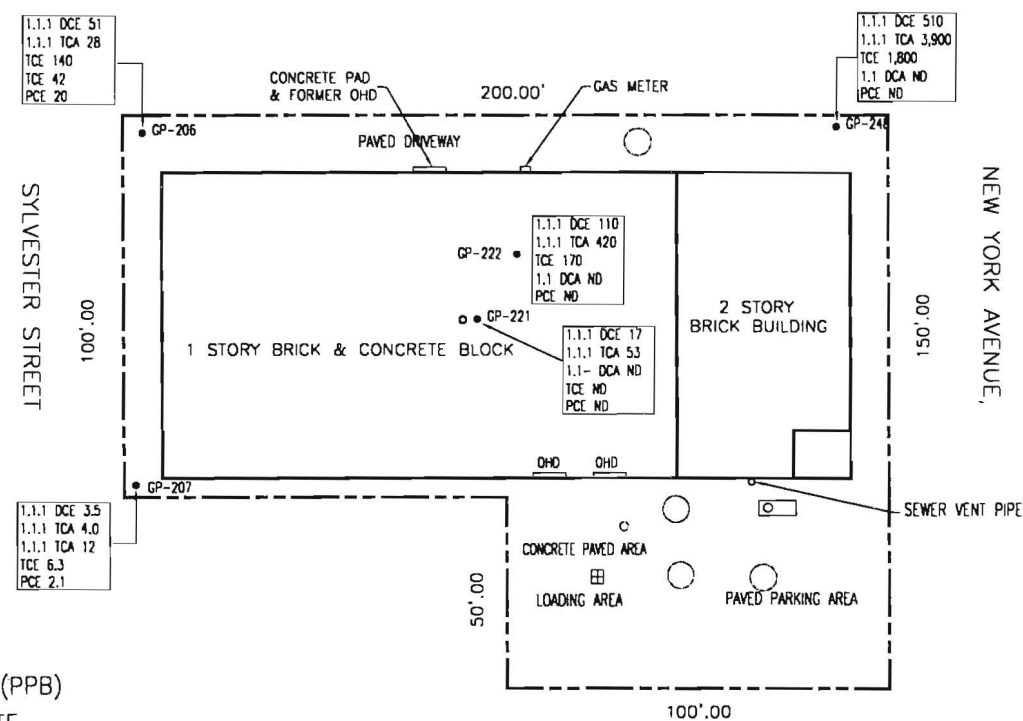 1.1.1 DCE 51
1.1.1 TCA 28
TCE 140
TCE 42
PCE 20
1.1.1 DCE 510
1.1.1 TCA 3,900
TCE 1,800
1.1 DCA ND
PCE ND
CONCRETE PAD
& FORMER OHD
200.00'
GAS METER
GP-206
PAVED DRIVEWAY
GP-248
SYLVESTER STREET
100'.00
NEW YORK AVENUE,
150'.00
GP-222
1.1.1 DCE 110
1.1.1 TCA 420
TCE 170
1.1 DCA ND
PCE ND
GP-221
1 STORY BRICK & CONCRETE BLOCK
2 STORY
BRICK BUILDING
1.1.1 DCE 17
1.1.1 TCA 53
1.1- DCA ND
TCE ND
PCE ND
OHD
OHD
GP-207
1.1.1 DCE 3.5
1.1.1 TCA 4.0
1.1.1 TCA 12
TCE 6.3
PCE 2.1
SEWER VENT PIPE
CONCRETE PAVED AREA
LOADING AREA
PAVED PARKING AREA
50'.00
100'.00
(PPB)